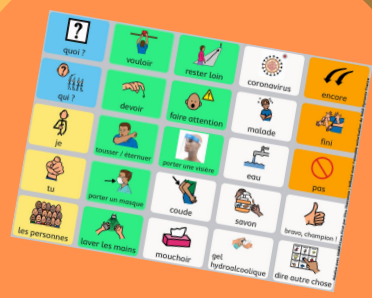 quoi ?
vouloir
rester loin
coronavirus
encore
qui ?
devoir
faire attention
malade
fini
je
tousser / éternuer
porter une visière
eau
pas
tu
porter un masque
coude
savon
bravo, champion !
les personnes
laver les mains
mouchoir
gel
hydroalcoolique
dire autre chose